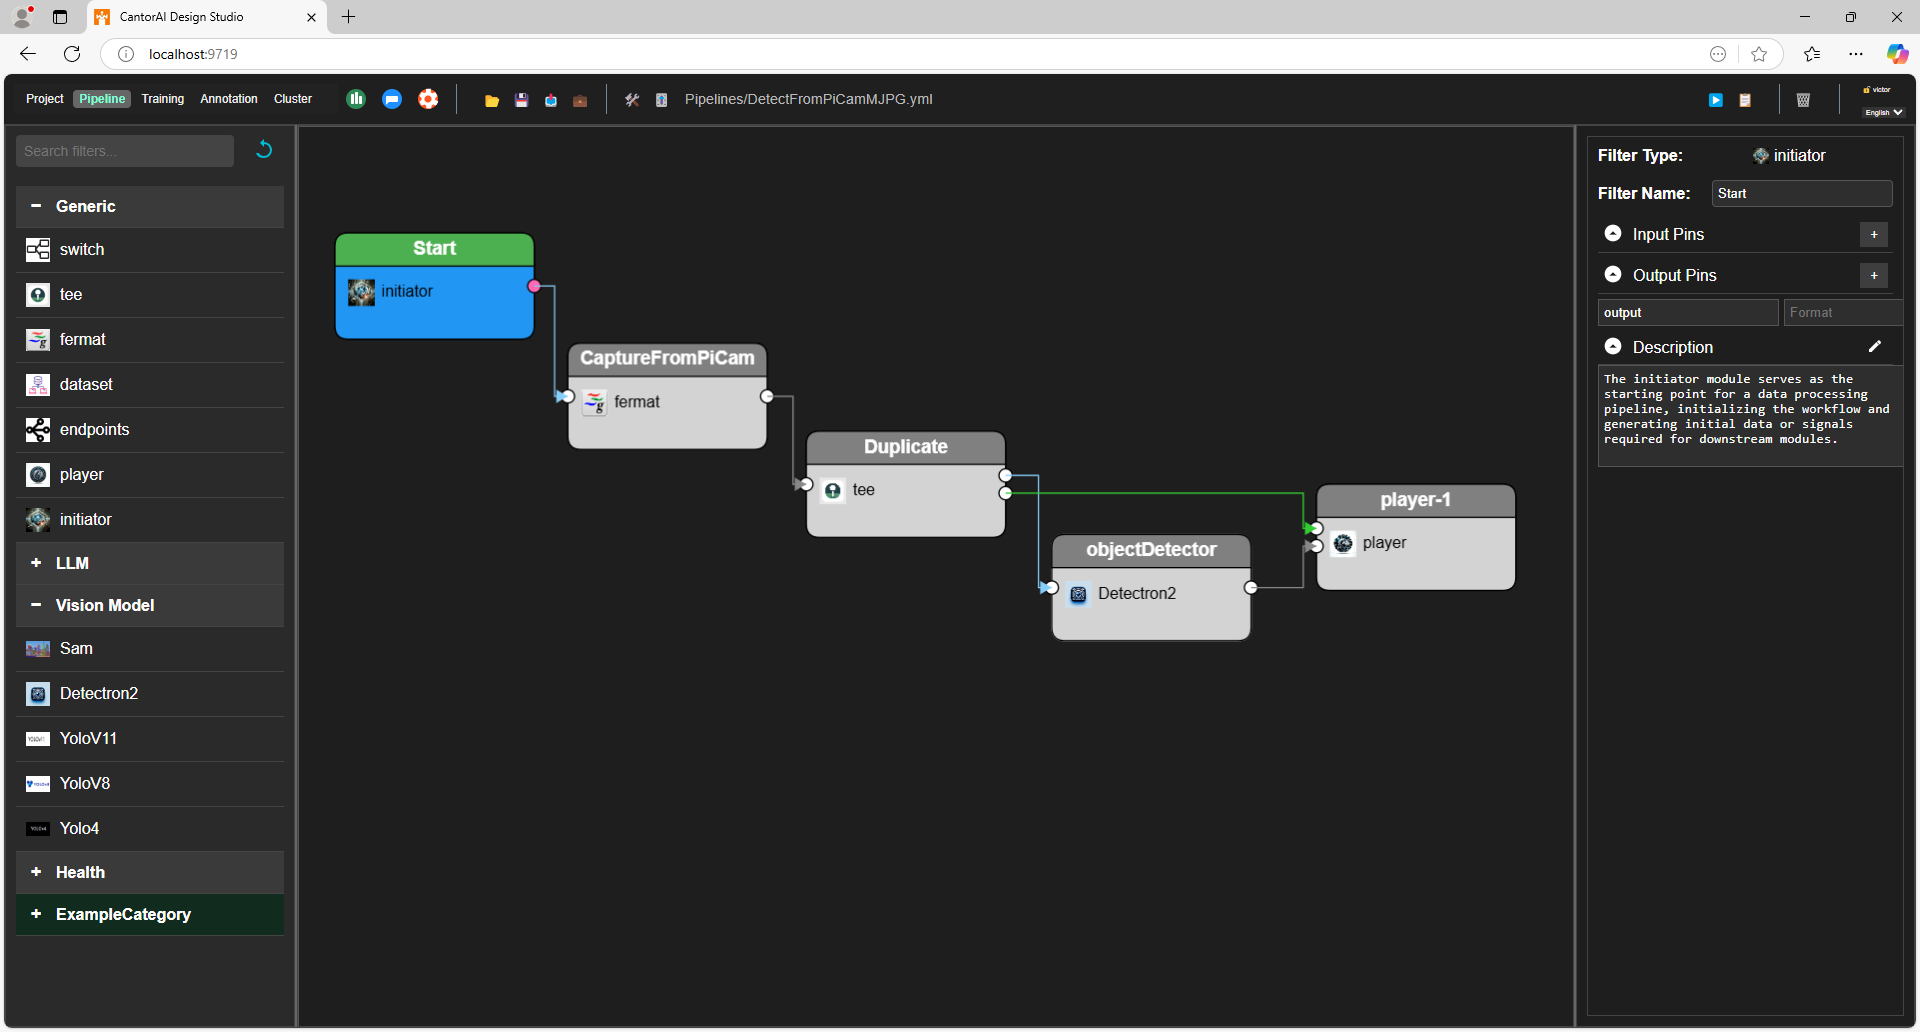 CantorAI Design Studio
localhost:9719
Project Pipeline Training Annotation Cluster
Pipelines/DetectFromPiCamMJPG.yml
victor
English
Search filters...
Generic
switch
tee
fermat
dataset
endpoints
player
initiator
LLM
Vision Model
Sam
Detectron2
YoloV11
YoloV8
Yolo4
Health
ExampleCategory
Start
initiator
CaptureFromPiCam
fermat
Duplicate
tee
objectDetector
Detectron2
player-1
player
Filter Type: initiator
Filter Name: Start
Input Pins +
Output Pins +
output Format
Description
The initiator module serves as the
starting point for a data processing
pipeline, initializing the workflow and
generating initial data or signals
required for downstream modules.